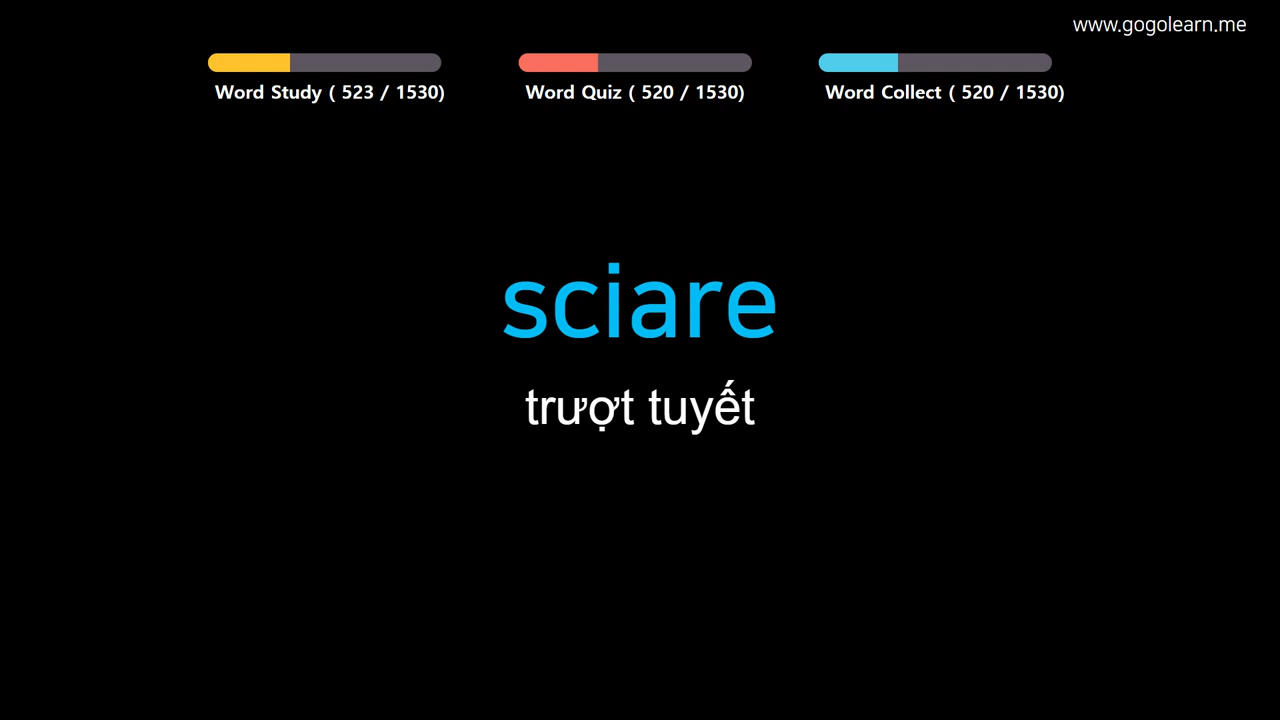 www.gogolearn.me
Word Study ( 523 / 1530)
Word Quiz ( 520 / 1530)
Word Collect ( 520 / 1530)
sciare
trượt tuyết